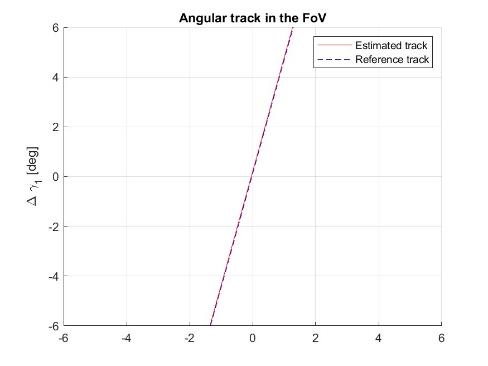 Angular track in the FoV
Estimated track
Reference track
Δ γ1 [deg]
6
4
2
0
-2
-4
-6
-6 -4 -2 0 2 4 6